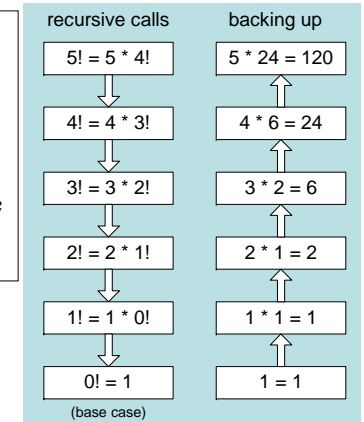 recursive calls
5! = 5 * 4!
4! = 4 * 3!
3! = 3 * 2!
2! = 2 * 1!
1! = 1 * 0!
0! = 1
(base case)
backing up
5 * 24 = 120
4 * 6 = 24
3 * 2 = 6
2 * 1 = 2
1 * 1 = 1
1 = 1